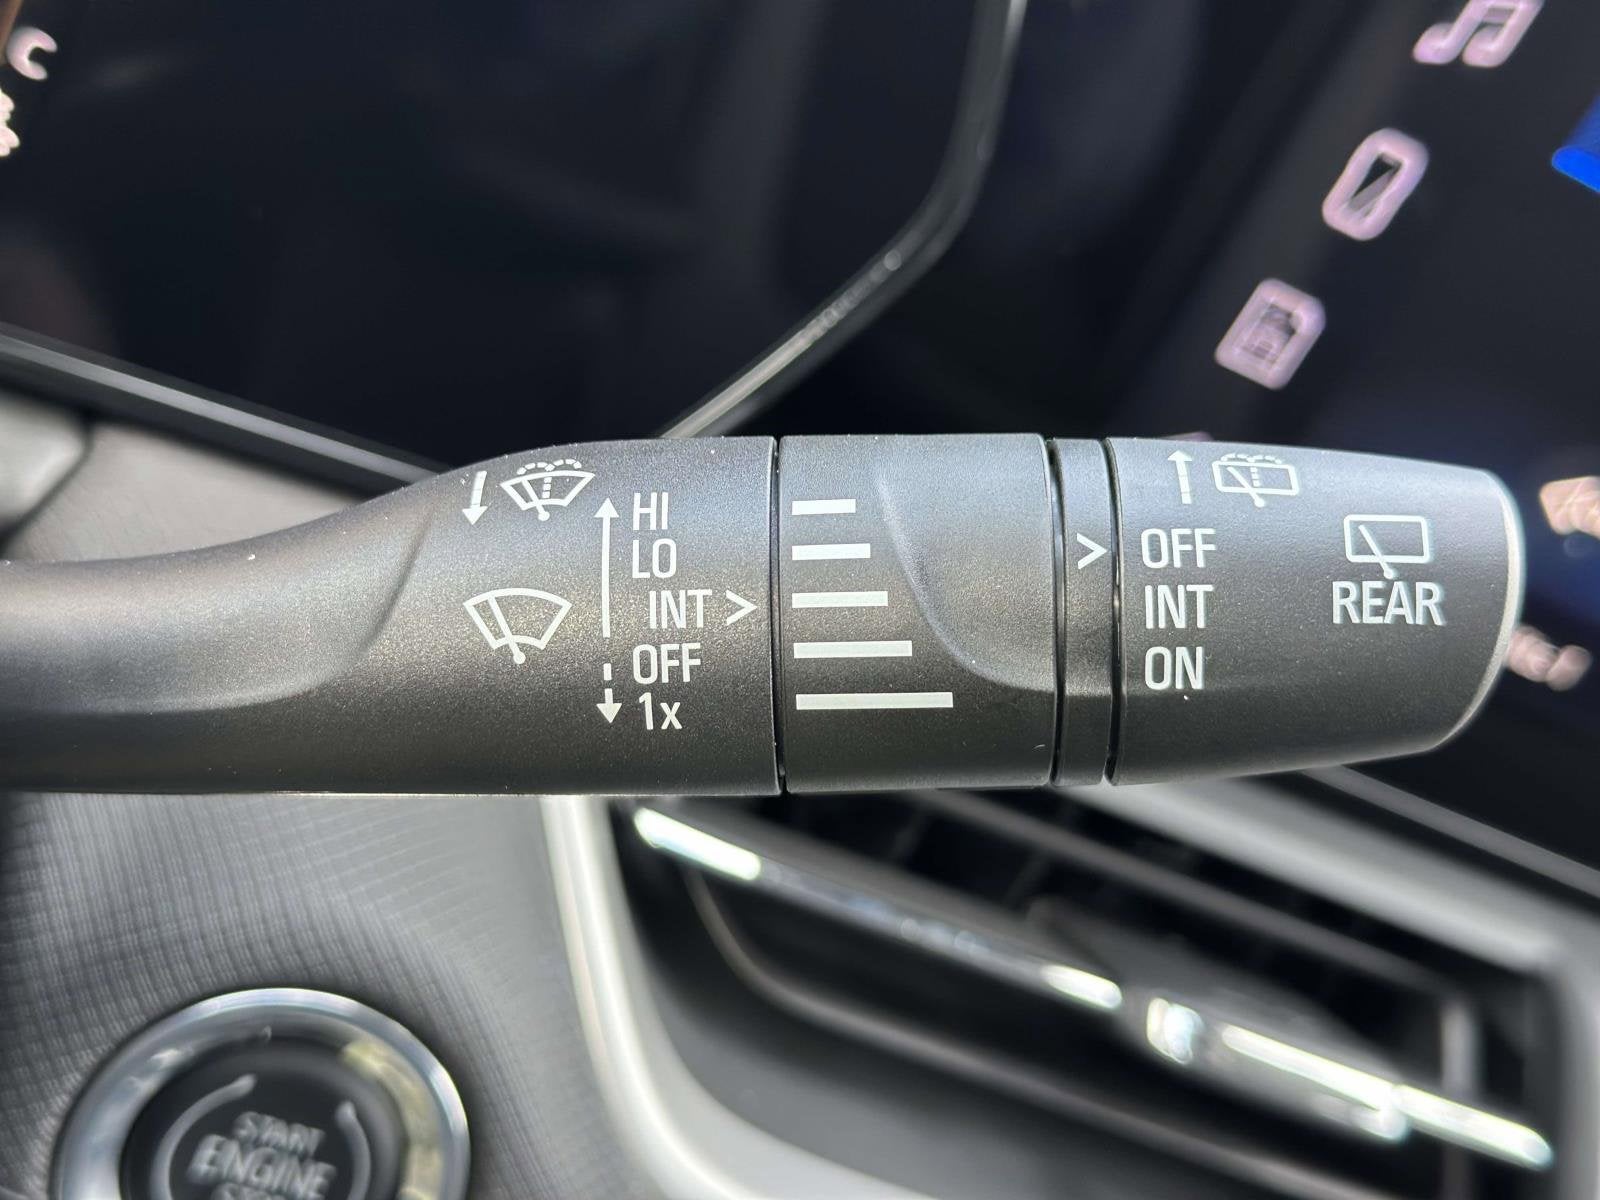 HI
LO
INT >
OFF
1x
> OFF
INT
ON
REAR
START
ENGINE